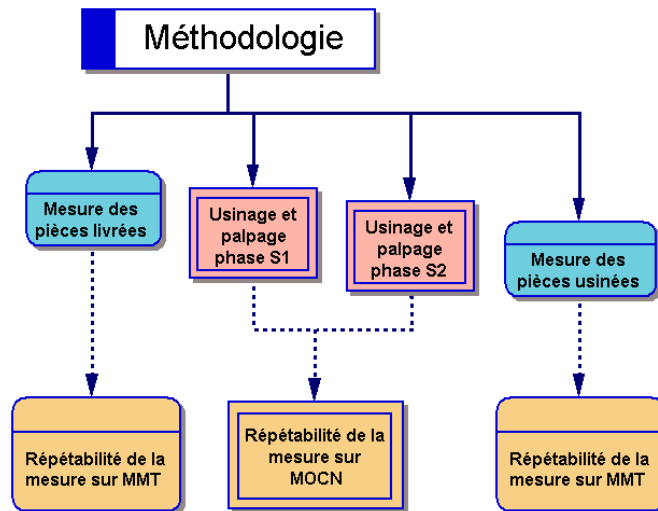 Méthodologie
Mesure des
pièces livrées
Usinage et
palpage
phase S1
Usinage et
palpage
phase S2
Mesure des
pièces usinées
Répétabilité de la
mesure sur MMT
Répétabilité de la
mesure sur
MOCN
Répétabilité de la
mesure sur MMT